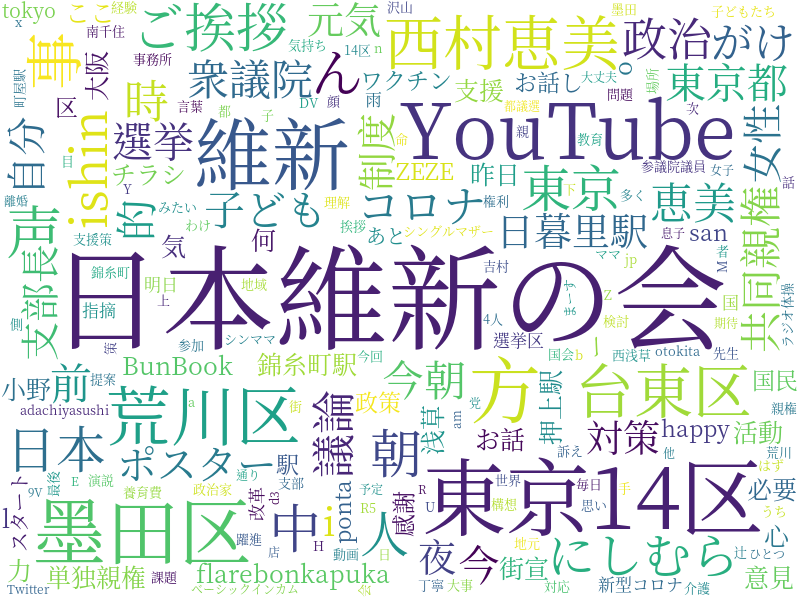 tokyo ここ 経験 ご挨拶 元気 沢山 西村恵美 墨田 政治 がけ 子どもたち
x 南千住 大阪 事務所 事 気持ち 14区 n ん ワクチン o 大丈夫 東京都
町屋駅 区 時 衆議院 雨 支援 お話し 場所
言葉 都 DV 顔 YouTube 都議選 問題 次
自分 ishin 選挙 維新 制度 命 親 教育 女性
チラシ 子 ZEZE 昨日 東京 参議院議員 女子
目 的 Y 理解 権利 多く 下 話
離婚 声 みたい 子ども コロナ 恵美 共同親権
支援策 わけ 挨拶 あと シングルマザー 日暮里駅 息子 san 者
支部長 気 何 ママ jp M
日本維新の会
錦糸町 明日 地域 吉村 Z 国
指摘 上 4人 まーす 検討 期待 ラジオ体操
側 策 参加 シンママ 選挙区 ー 国会 b 西浅草 otokita 先生
小野 前 提案 BunBook 錦糸町駅 今回 今朝 方 押上駅 台東区 国民
adachiyasushi 荒川区 a 街 議論 政策 党 浅草 am 親権
日本 ポスター 駅 朝 お話 訴え 対策 happy 活動
最後 E 演説 通り 政治家 支部 予定 世界 他 荒川
スタート 9V 養育費 改革 d3 ponta 感謝 R 毎日 東京14区 はず 必要
l 墨田区 躍進 中 i R5 人 U 構想 思い 手 うち 心
力 店 H 動画 日 夜 今 地元 にしむら 辻 ひとつ
単独親権 課題 flarebonkapuka 街宣 意見
Twitter ベーシックインカム 丁寧 大事 対応 新型コロナ 介護